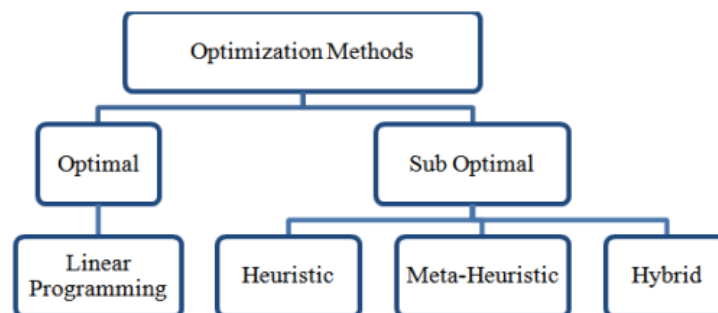 Optimization Methods
Optimal
Sub Optimal
Linear
Programming
Heuristic
Meta-Heuristic
Hybrid